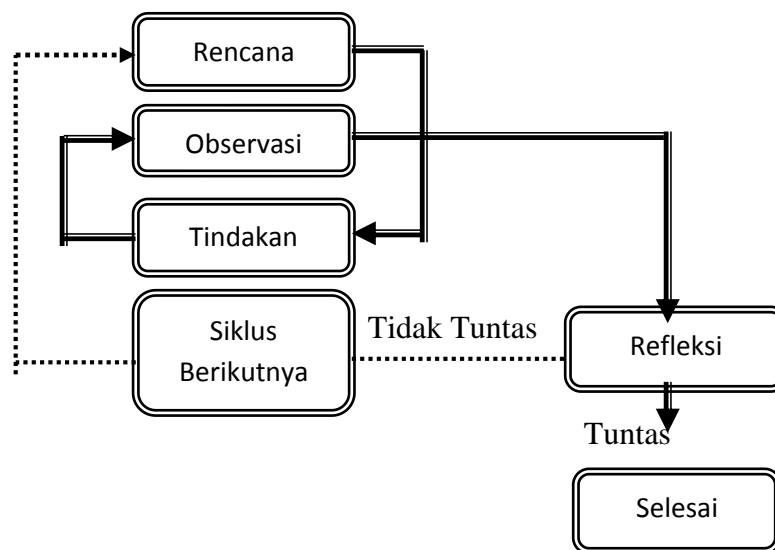 Rencana
Observasi
Tindakan
Siklus
Berikutnya
Tidak Tuntas
Refleksi
Tuntas
Selesai